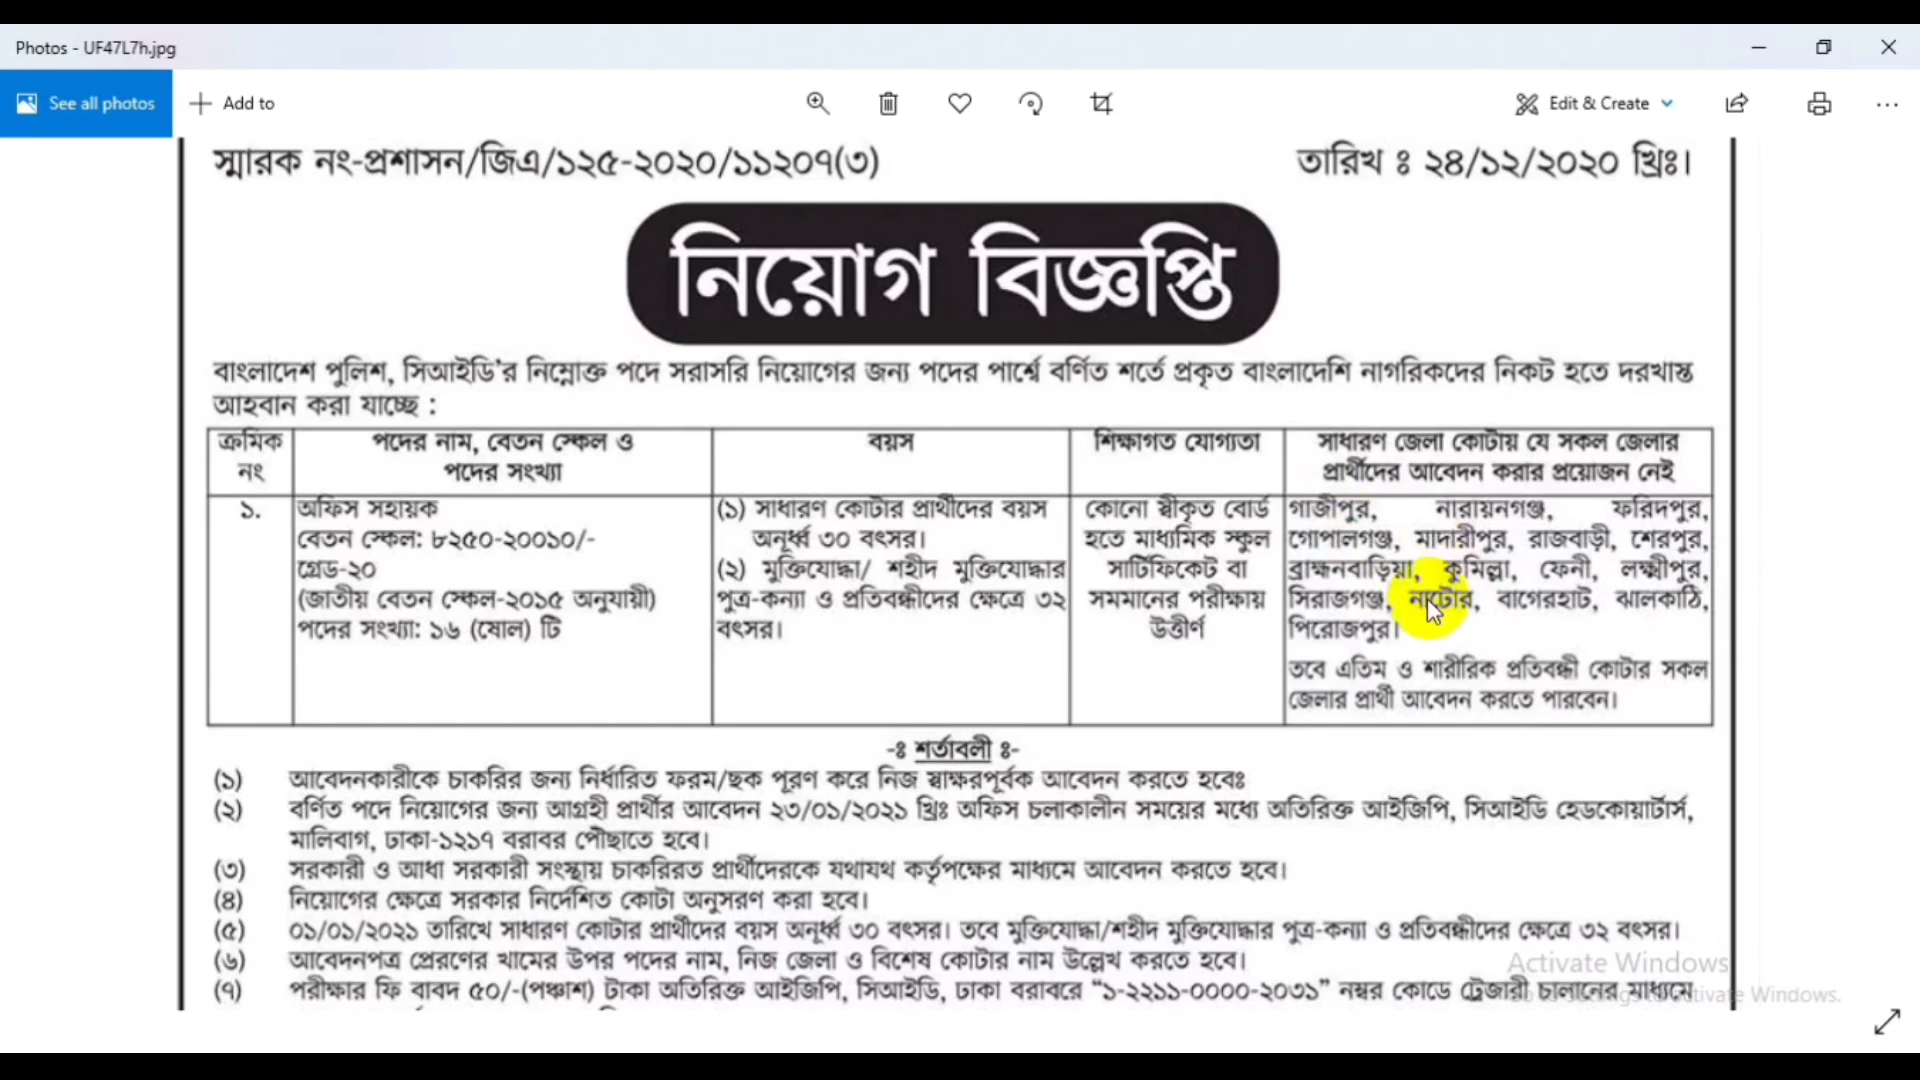 Photos - UF47L7h.jpg
See all photos
Add to
Edit & Create
স্মারক নং-প্রশাসন/জিএ/১২৫-২০২০/১১২০৭(৩)
তারিখ ঃ ২৪/১২/২০২০ খ্রিঃ।
নিয়োগ বিজ্ঞপ্তি
বাংলাদেশ পুলিশ, সিআইডি'র নিম্নোক্ত পদে সরাসরি নিয়োগের জন্য পদের পার্শ্বে বর্ণিত শর্তে প্রকৃত বাংলাদেশি নাগরিকদের নিকট হতে দরখাস্ত
আহবান করা যাচ্ছে :
ক্রমিক
নং
পদের নাম, বেতন স্কেল ও
পদের সংখ্যা
বয়স
শিক্ষাগত যোগ্যতা
সাধারণ জেলা কোটায় যে সকল জেলার
প্রার্থীদের আবেদন করার প্রয়োজন নেই
১.
অফিস সহায়ক
বেতন স্কেল: ৮২৫০-২০০১০/-
গ্রেড-২০
(জাতীয় বেতন স্কেল-২০১৫ অনুযায়ী)
পদের সংখ্যা: ১৬ (ষোল) টি
(১) সাধারণ কোটার প্রার্থীদের বয়স
অনূর্ধ্ব ৩০ বৎসর।
(২) মুক্তিযোদ্ধা/ শহীদ মুক্তিযোদ্ধার
পুত্র-কন্যা ও প্রতিবন্ধীদের ক্ষেত্রে ৩২
বৎসর।
কোনো স্বীকৃত বোর্ড
হতে মাধ্যমিক স্কুল
সার্টিফিকেট বা
সমমানের পরীক্ষায়
উত্তীর্ণ
গাজীপুর, নারায়নগঞ্জ, ফরিদপুর,
গোপালগঞ্জ, মাদারীপুর, রাজবাড়ী, শেরপুর,
ব্রাহ্মনবাড়িয়া, কুমিল্লা, ফেনী, লক্ষ্মীপুর,
সিরাজগঞ্জ, নাটোর, বাগেরহাট, ঝালকাঠি,
পিরোজপুর।
তবে এতিম ও শারীরিক প্রতিবন্ধী কোটার সকল
জেলার প্রার্থী আবেদন করতে পারবেন।
-ঃ শর্তাবলী ঃ-
(১) আবেদনকারীকে চাকরির জন্য নির্ধারিত ফরম/ছক পূরণ করে নিজ স্বাক্ষরপূর্বক আবেদন করতে হবেঃ
(২) বর্ণিত পদে নিয়োগের জন্য আগ্রহী প্রার্থীর আবেদন ২৩/০১/২০২১ খ্রিঃ অফিস চলাকালীন সময়ের মধ্যে অতিরিক্ত আইজিপি, সিআইডি হেডকোয়ার্টার্স,
মালিবাগ, ঢাকা-১২১৭ বরাবর পৌঁছাতে হবে।
(৩) সরকারী ও আধা সরকারী সংস্থায় চাকরিরত প্রার্থীদেরকে যথাযথ কর্তৃপক্ষের মাধ্যমে আবেদন করতে হবে।
(৪) নিয়োগের ক্ষেত্রে সরকার নির্দেশিত কোটা অনুসরণ করা হবে।
(৫) ০১/০১/২০২১ তারিখে সাধারণ কোটার প্রার্থীদের বয়স অনূর্ধ্ব ৩০ বৎসর। তবে মুক্তিযোদ্ধা/শহীদ মুক্তিযোদ্ধার পুত্র-কন্যা ও প্রতিবন্ধীদের ক্ষেত্রে ৩২ বৎসর।
(৬) আবেদনপত্র প্রেরণের খামের উপর পদের নাম, নিজ জেলা ও বিশেষ কোটার নাম উল্লেখ করতে হবে।
Activate Windows
(৭) পরীক্ষার ফি বাবদ ৫০/-(পঞ্চাশ) টাকা অতিরিক্ত আইজিপি, সিআইডি, ঢাকা বরাবরে “১-২২১১-০০০০-২০৩১” নম্বর কোডে ট্রেজারী চালানের মাধ্যমে
Windows.